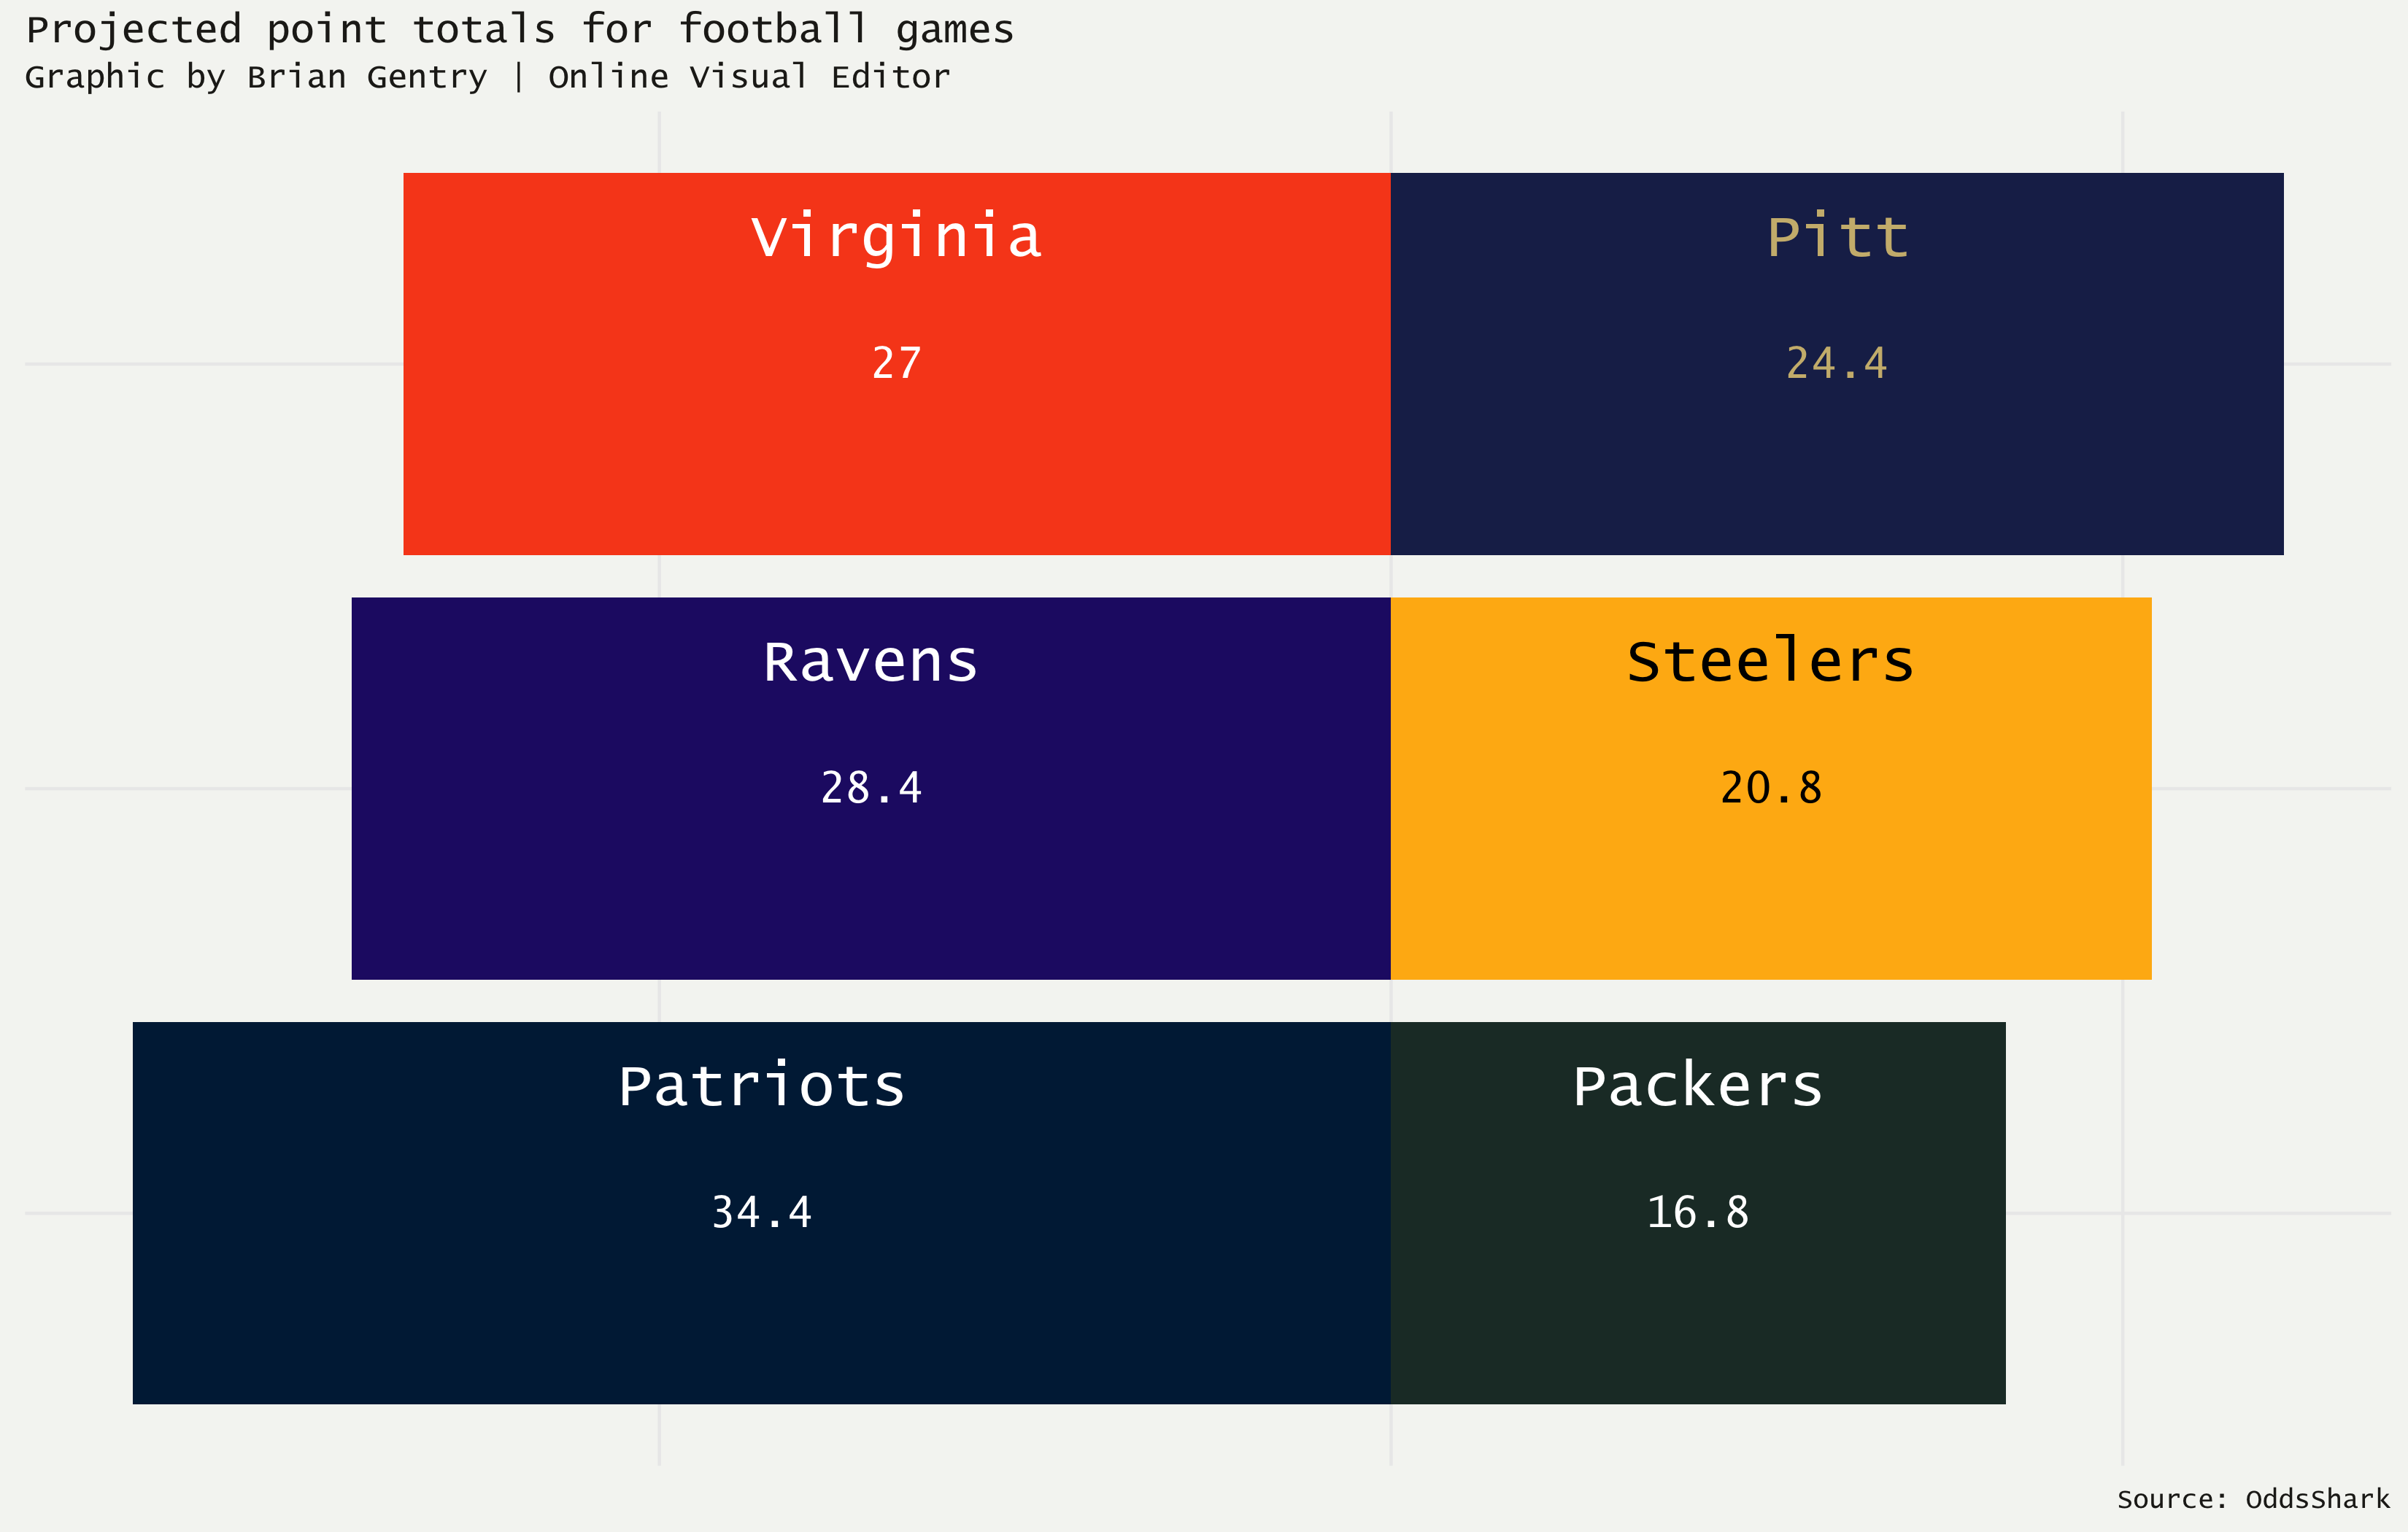 Projected point totals for football games
Graphic by Brian Gentry | Online Visual Editor
Virginia
Pitt
27
24.4
Ravens
Steelers
28.4
20.8
Patriots
Packers
34.4
16.8
Source: OddsShark